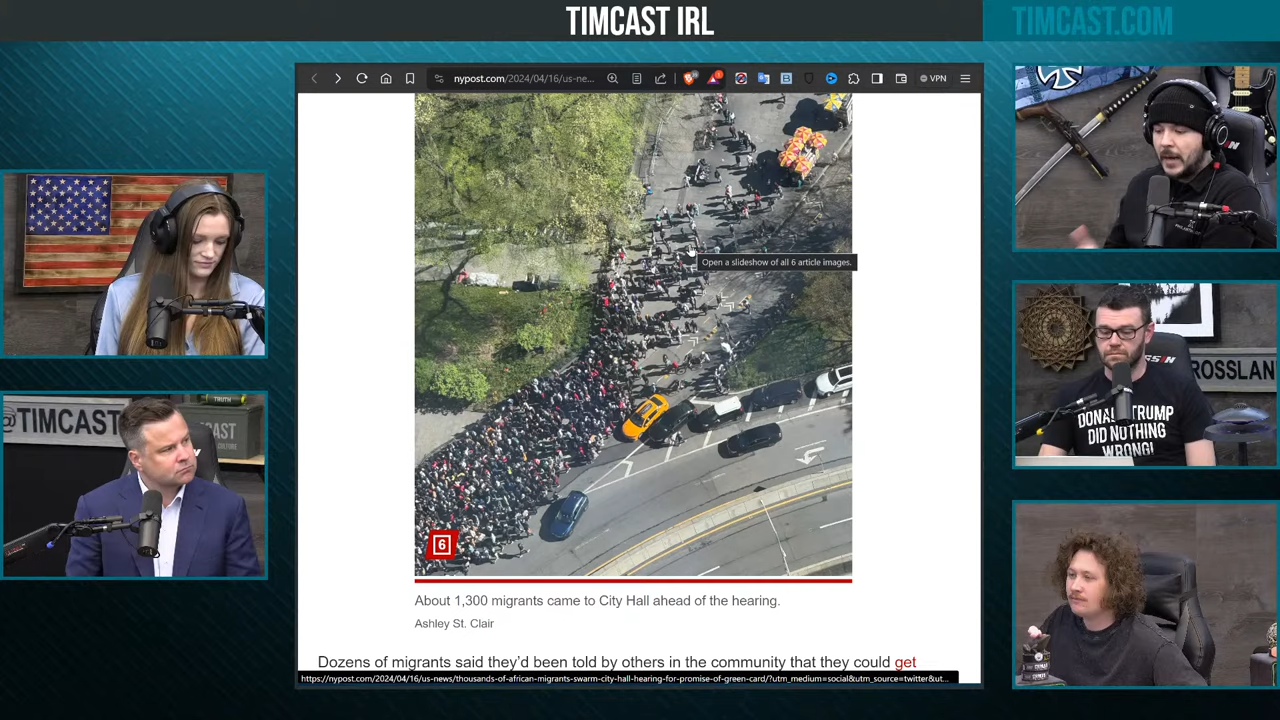 TIMCAST IRL
TIMCAST.COM
nypost.com/2024/04/16/us-ne...
VPN
Open a slideshow of all 6 article images.
6
About 1,300 migrants came to City Hall ahead of the hearing.
Ashley St. Clair
Dozens of migrants said they'd been told by others in the community that they could get
https://nypost.com/2024/04/16/us-news/thousands-of-african-migrants-swarm-city-hall-hearing-for-promise-of-green-card/?utm_medium=social&utm_source=twitter&ut...
@TIMCAST
TRUTH
CAST
DONALD TRUMP
DID NOTHING
WRONG!
ROSSLAN